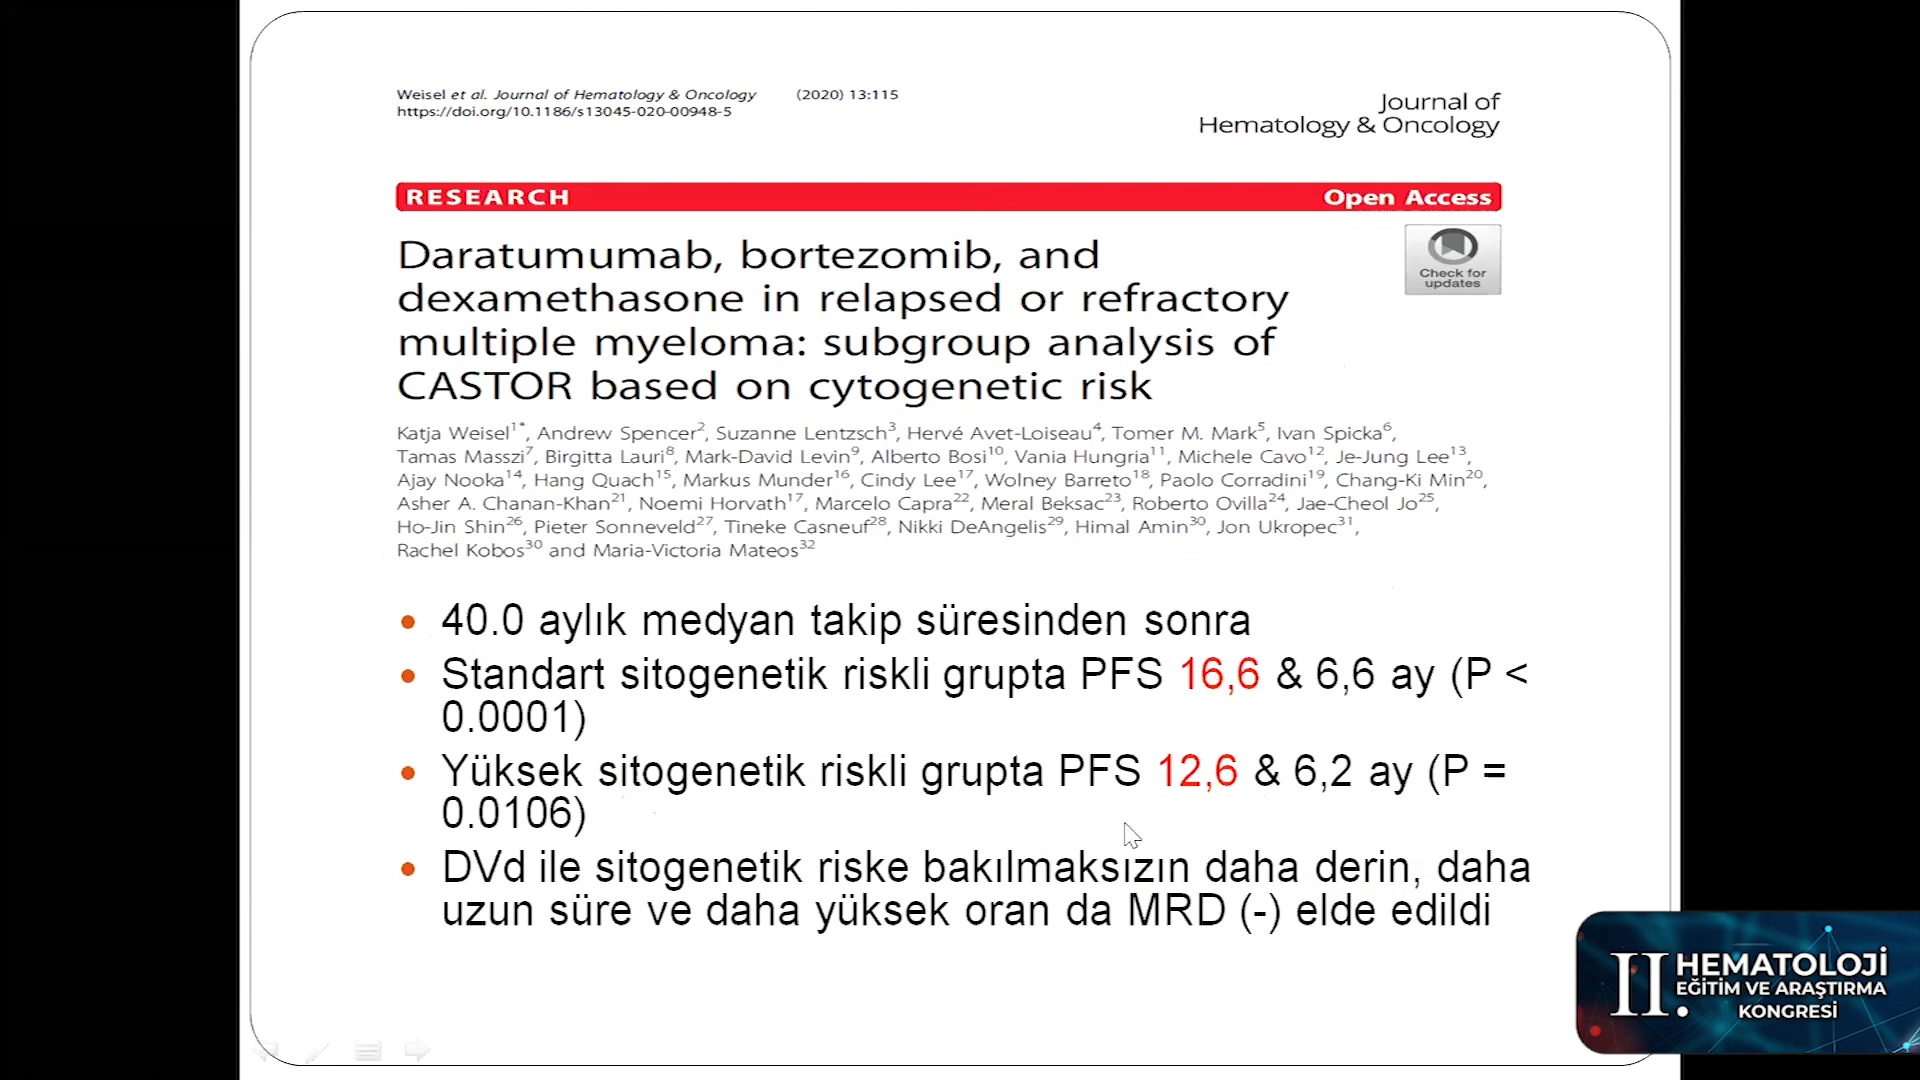 Weisel et al. Journal of Hematology & Oncology (2020) 13:115
https://doi.org/10.1186/s13045-020-00948-5
Journal of
Hematology & Oncology
RESEARCH Open Access
Check for
updates
Daratumumab, bortezomib, and
dexamethasone in relapsed or refractory
multiple myeloma: subgroup analysis of
CASTOR based on cytogenetic risk
Katja Weisel1*, Andrew Spencer2, Suzanne Lentzsch3, Hervé Avet-Loiseau4, Tomer M. Mark5, Ivan Spicka6,
Tamas Masszi7, Birgitta Lauri8, Mark-David Levin9, Alberto Bosi10, Vania Hungria11, Michele Cavo12, Je-Jung Lee13,
Ajay Nooka14, Hang Quach15, Markus Munder16, Cindy Lee17, Wolney Barreto18, Paolo Corradini19, Chang-Ki Min20,
Asher A. Chanan-Khan21, Noemi Horvath17, Marcelo Capra22, Meral Beksac23, Roberto Ovilla24, Jae-Cheol Jo25,
Ho-Jin Shin26, Pieter Sonneveld27, Tineke Casneuf28, Nikki DeAngelis29, Himal Amin30, Jon Ukropec31,
Rachel Kobos30 and Maria-Victoria Mateos32
• 40.0 aylık medyan takip süresinden sonra
• Standart sitogenetik riskli grupta PFS 16,6 & 6,6 ay (P <
0.0001)
• Yüksek sitogenetik riskli grupta PFS 12,6 & 6,2 ay (P =
0.0106)
• DVd ile sitogenetik riske bakılmaksızın daha derin, daha
uzun süre ve daha yüksek oran da MRD (-) elde edildi
II. HEMATOLOJİ
EĞİTİM VE ARAŞTIRMA
KONGRESİ